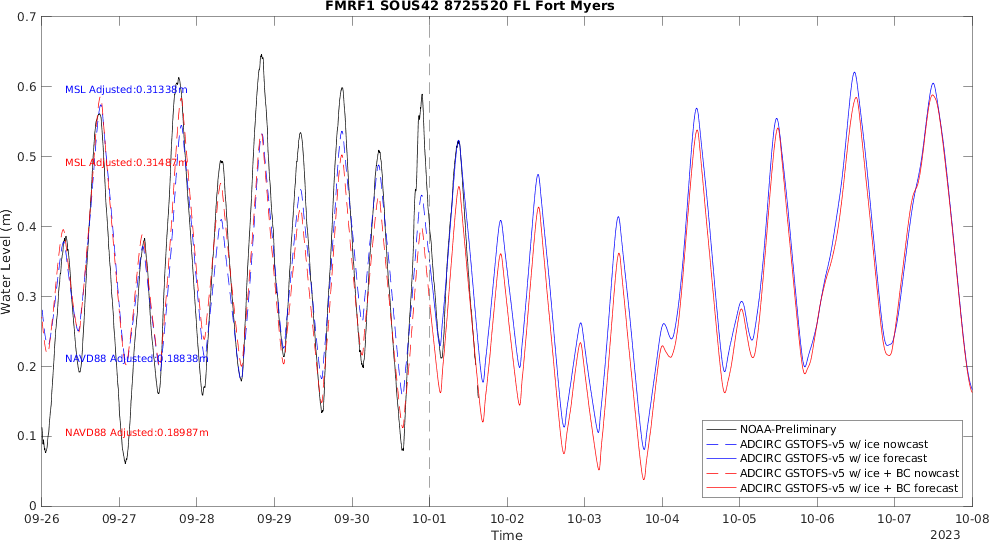 FMRF1 SOUS42 8725520 FL Fort Myers
0.7
0.6
0.5
0.4
0.3
0.2
0.1
0
Water Level (m)
MSL Adjusted:0.31338m
MSL Adjusted:0.31487m
NAVD88 Adjusted:0.18838m
NAVD88 Adjusted:0.18987m
NOAA-Preliminary
ADCIRC GSTOFS-v5 w/ ice nowcast
ADCIRC GSTOFS-v5 w/ ice forecast
ADCIRC GSTOFS-v5 w/ ice + BC nowcast
ADCIRC GSTOFS-v5 w/ ice + BC forecast
09-26 09-27 09-28 09-29 09-30 10-01 10-02 10-03 10-04 10-05 10-06 10-07 10-08
Time
2023